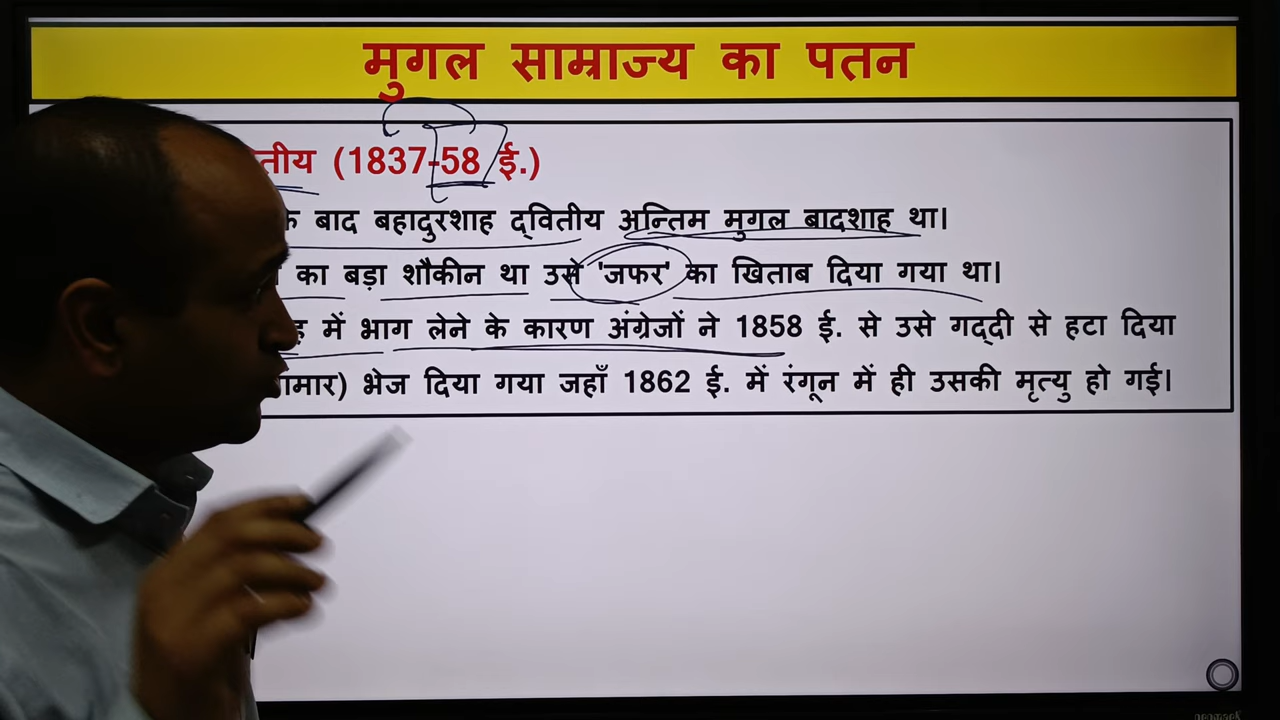 मुगल साम्राज्य का पतन
(1837-58 ई.)
बाद बहादुरशाह द्वितीय अन्तिम मुगल बादशाह था।
का बड़ा शौकीन था उसे 'जफर' का खिताब दिया गया था।
में भाग लेने के कारण अंग्रेजों ने 1858 ई. से उसे गद्दी से हटा दिया
भेज दिया गया जहाँ 1862 ई. में रंगून में ही उसकी मृत्यु हो गई।